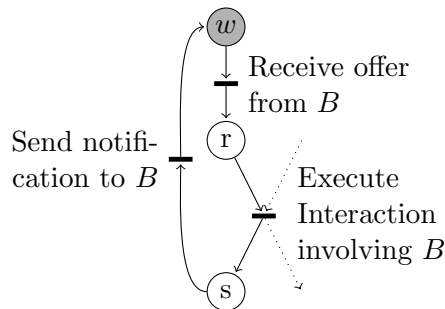 w
Receive offer
from B
r
Send notifi-
cation to B
Execute
Interaction
involving B
s